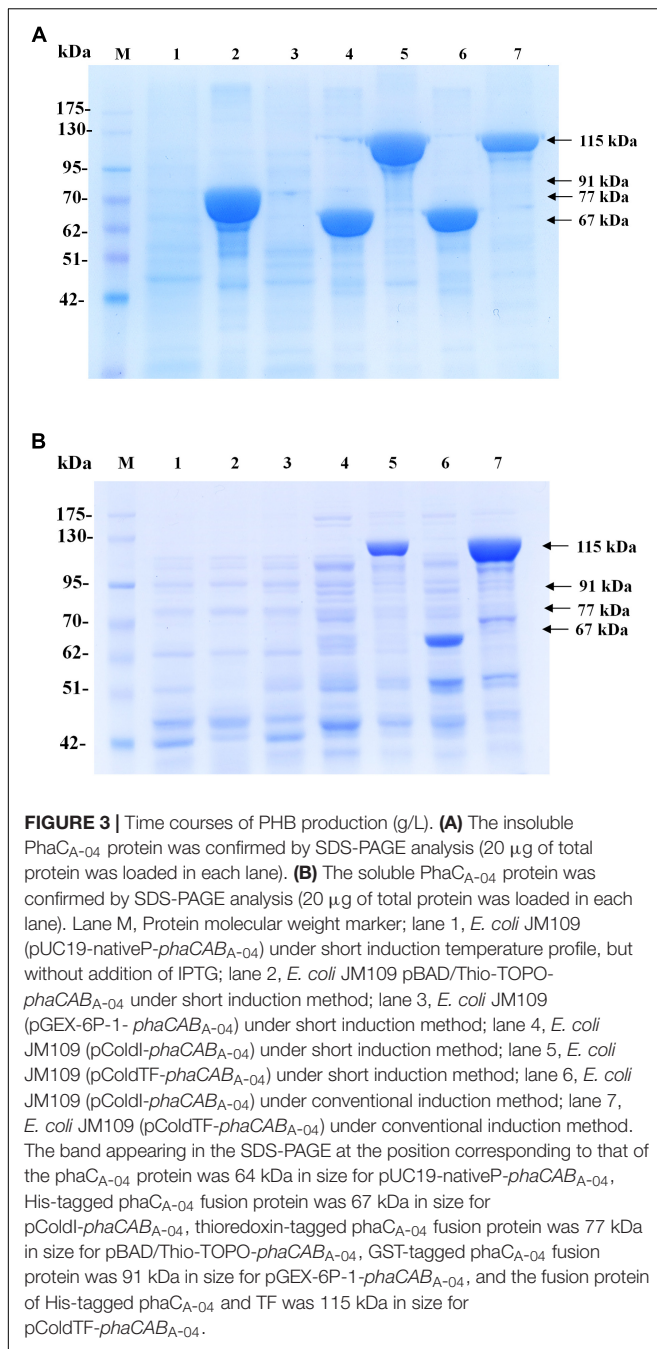 A
kDa M 1 2 3 4 5 6 7
175-
130-
115 kDa
95-
91 kDa
70-
77 kDa
62-
67 kDa
51-
42-
B
kDa M 1 2 3 4 5 6 7
175-
130-
115 kDa
95-
91 kDa
77 kDa
70-
67 kDa
62-
51-
42-
FIGURE 3 | Time courses of PHB production (g/L). (A) The insoluble
PhaCA-04 protein was confirmed by SDS-PAGE analysis (20 μg of total
protein was loaded in each lane). (B) The soluble PhaCA-04 protein was
confirmed by SDS-PAGE analysis (20 μg of total protein was loaded in each
lane). Lane M, Protein molecular weight marker; lane 1, E. coli JM109
(pUC19-nativeP-phaCABA-04) under short induction temperature profile, but
without addition of IPTG; lane 2, E. coli JM109 pBAD/Thio-TOPO-
phaCABA-04 under short induction method; lane 3, E. coli JM109
(pGEX-6P-1- phaCABA-04) under short induction method; lane 4, E. coli
JM109 (pColdI-phaCABA-04) under short induction method; lane 5, E. coli
JM109 (pColdTF-phaCABA-04) under short induction method; lane 6, E. coli
JM109 (pColdI-phaCABA-04) under conventional induction method; lane 7,
E. coli JM109 (pColdTF-phaCABA-04) under conventional induction method.
The band appearing in the SDS-PAGE at the position corresponding to that of
the phaCA-04 protein was 64 kDa in size for pUC19-nativeP-phaCABA-04,
His-tagged phaCA-04 fusion protein was 67 kDa in size for
pColdI-phaCABA-04, thioredoxin-tagged phaCA-04 fusion protein was 77 kDa
in size for pBAD/Thio-TOPO-phaCABA-04, GST-tagged phaCA-04 fusion
protein was 91 kDa in size for pGEX-6P-1-phaCABA-04, and the fusion protein
of His-tagged phaCA-04 and TF was 115 kDa in size for
pColdTF-phaCABA-04.